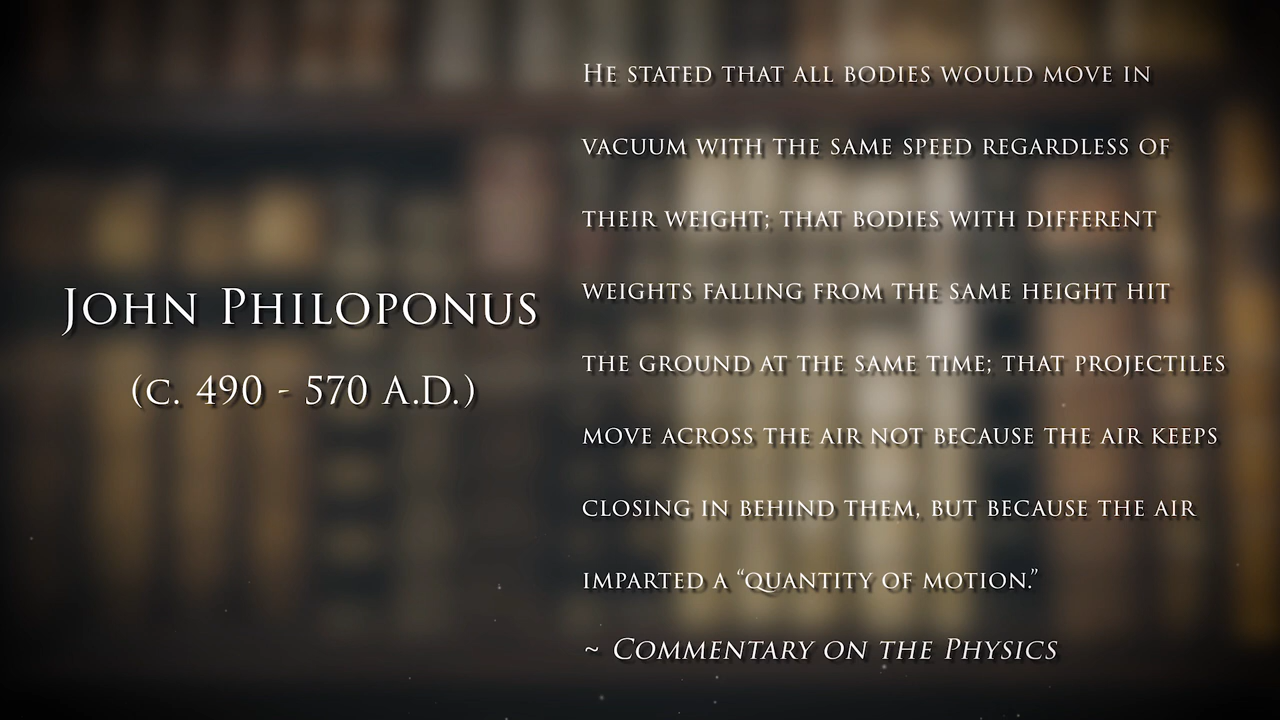 John Philoponus
(c. 490 - 570 A.D.)
He stated that all bodies would move in
vacuum with the same speed regardless of
their weight; that bodies with different
weights falling from the same height hit
the ground at the same time; that projectiles
move across the air not because the air keeps
closing in behind them, but because the air
imparted a “quantity of motion.”
~ Commentary on the Physics